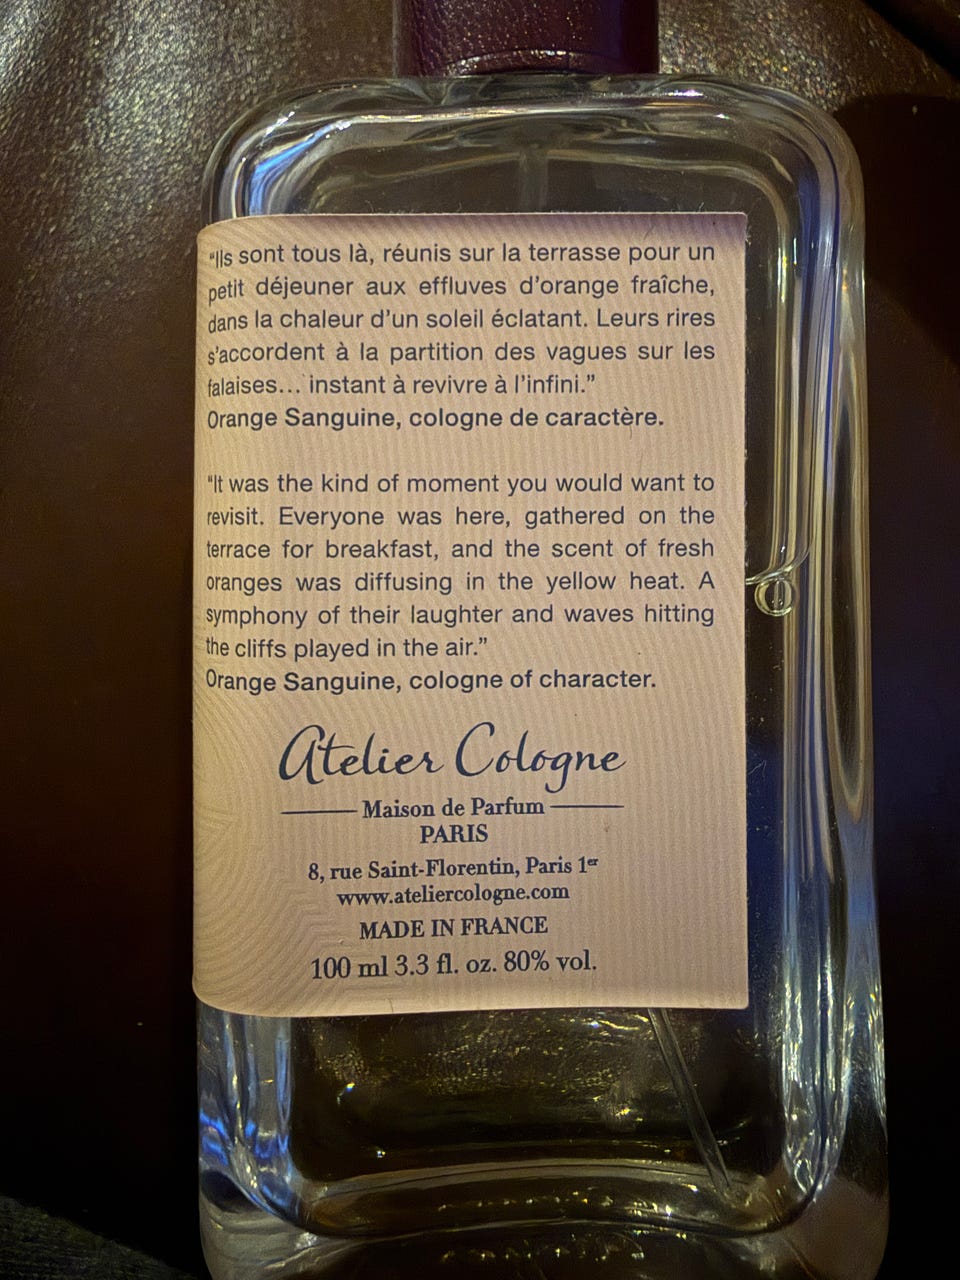 “Ils sont tous là, réunis sur la terrasse pour un
petit déjeuner aux effluves d’orange fraîche,
dans la chaleur d’un soleil éclatant. Leurs rires
s’accordent à la partition des vagues sur les
falaises… instant à revivre à l’infini.”
Orange Sanguine, cologne de caractère.
“It was the kind of moment you would want to
revisit. Everyone was here, gathered on the
terrace for breakfast, and the scent of fresh
oranges was diffusing in the yellow heat. A
symphony of their laughter and waves hitting
the cliffs played in the air.”
Orange Sanguine, cologne of character.
Atelier Cologne
Maison de Parfum
PARIS
8, rue Saint-Florentin, Paris 1er
www.ateliercologne.com
MADE IN FRANCE
100 ml 3.3 fl. oz. 80% vol.